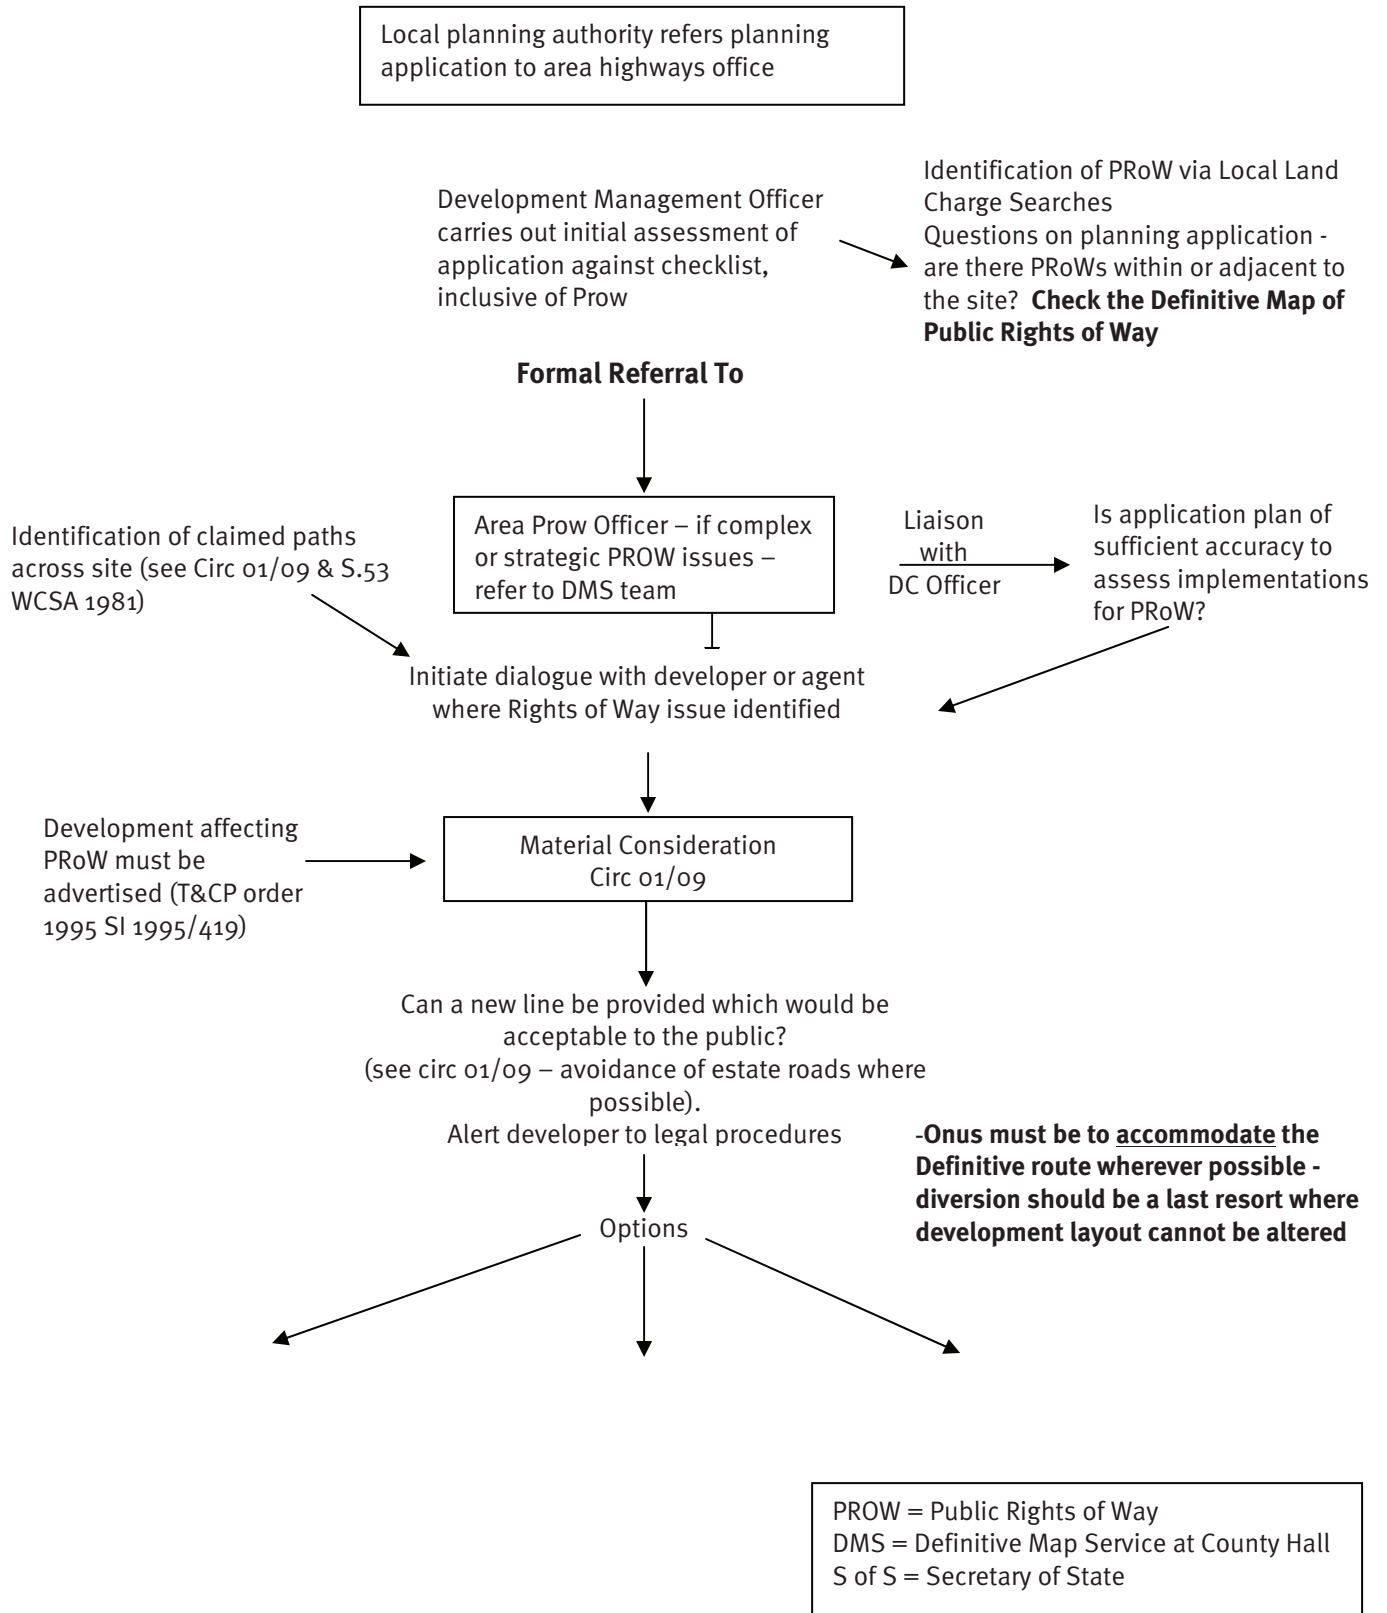 Local planning authority refers planning
application to area highways office
Development Management Officer
carries out initial assessment of
application against checklist,
inclusive of Prow
Identification of PRoW via Local Land
Charge Searches
Questions on planning application -
are there PRoWs within or adjacent to
the site? Check the Definitive Map of
Public Rights of Way
Formal Referral To
Identification of claimed paths
across site (see Circ 01/09 & S.53
WCSA 1981)
Area Prow Officer – if complex
or strategic PROW issues –
refer to DMS team
Liaison
with
DC Officer
Is application plan of
sufficient accuracy to
assess implementations
for PRoW?
Initiate dialogue with developer or agent
where Rights of Way issue identified
Development affecting
PRoW must be
advertised (T&CP order
1995 SI 1995/419)
Material Consideration
Circ 01/09
Can a new line be provided which would be
acceptable to the public?
(see circ 01/09 – avoidance of estate roads where
possible).
Alert developer to legal procedures
-Onus must be to accommodate the
Definitive route wherever possible -
diversion should be a last resort where
development layout cannot be altered
Options
PROW = Public Rights of Way
DMS = Definitive Map Service at County Hall
S of S = Secretary of State